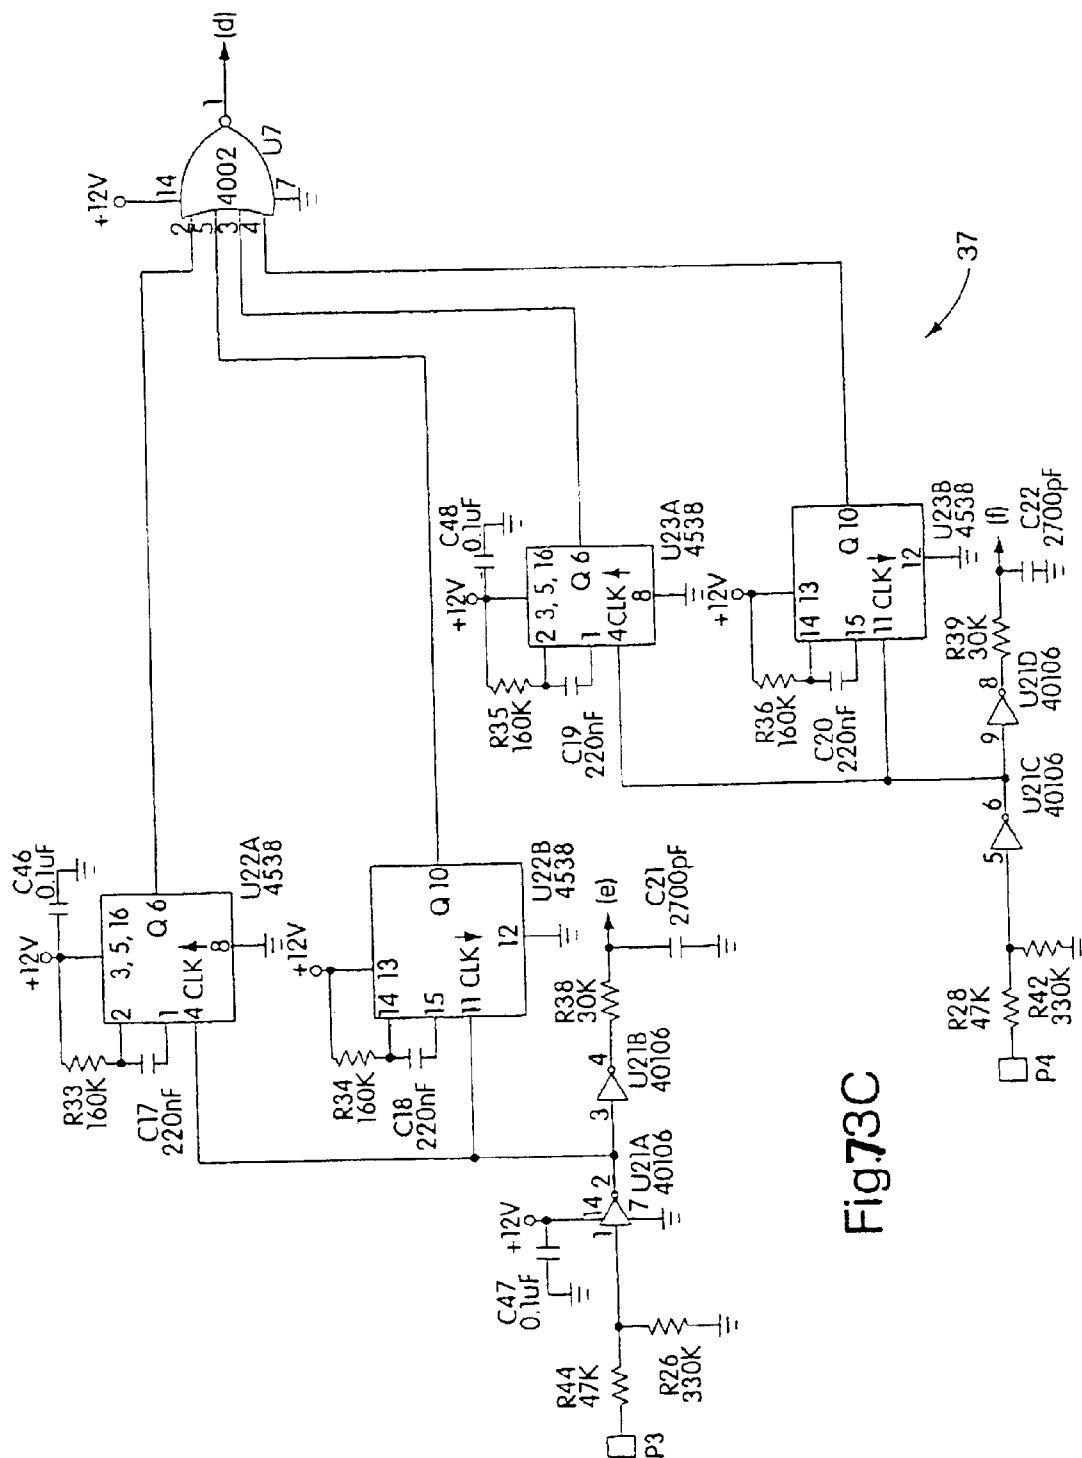 +12V
14
2
5
3
4
4002
7
U7
1
(d)
+12V
C46
0.1uF
R33
160K
C17
220nF
2
1
4
3, 5, 16
Q 6
CLK
8
U22A
4538
+12V
R34
160K
C18
220nF
14
15
11
13
Q 10
CLK
12
U22B
4538
+12V
C48
0.1uF
R35
160K
C19
220nF
2
1
4
3, 5, 16
Q 6
CLK
8
U23A
4538
+12V
R36
160K
C20
220nF
14
15
11
13
Q 10
CLK
12
U23B
4538
P3
R44
47K
R26
330K
C47
0.1uF
+12V
14
1
2
7
U21A
40106
3
4
U21B
40106
R38
30K
(e)
C21
2700pF
P4
R28
47K
R42
330K
5
6
U21C
40106
9
8
U21D
40106
R39
30K
(f)
C22
2700pF
37
Fig.73C